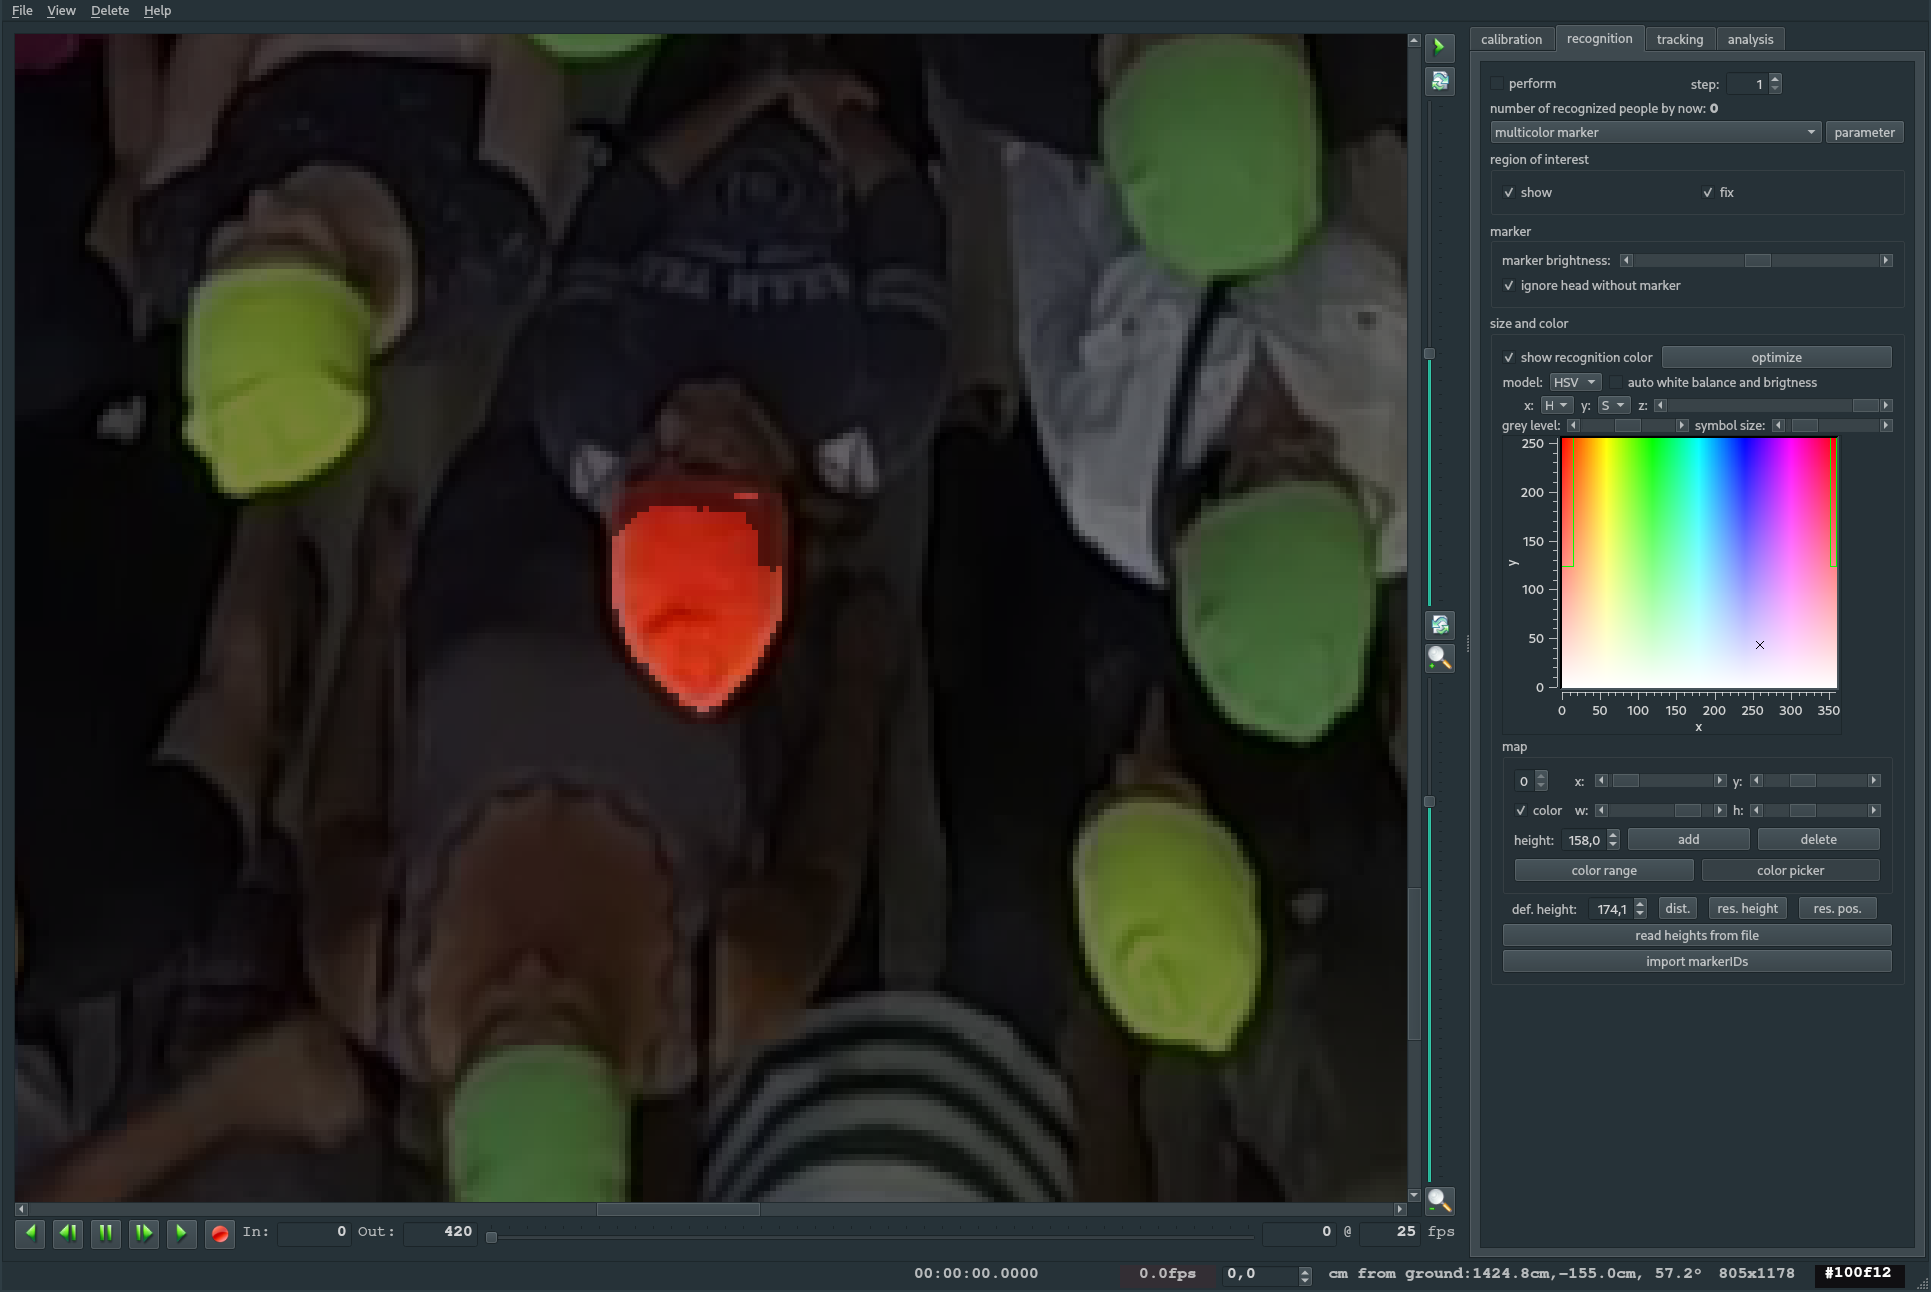 File View Delete Help
calibration recognition tracking analysis
perform step: 1
number of recognized people by now: 0
multicolor marker parameter
region of interest
show fix
marker
marker brightness:
ignore head without marker
size and color
show recognition color optimize
model: HSV auto white balance and brigtness
x: H y: S z:
grey level: symbol size:
250
200
150
100
50
0
y
0 50 100 150 200 250 300 350
x
map
0 x: y:
color w: h:
height: 158,0 add delete
color range color picker
def. height: 174,1 dist. res. height res. pos.
read heights from file
import markerIDs
In: 0 Out: 420 0 @ 25 fps
00:00:00.0000 0.0fps 0,0 cm from ground:1424.8cm,-155.0cm, 57.2° 805x1178 #100f12